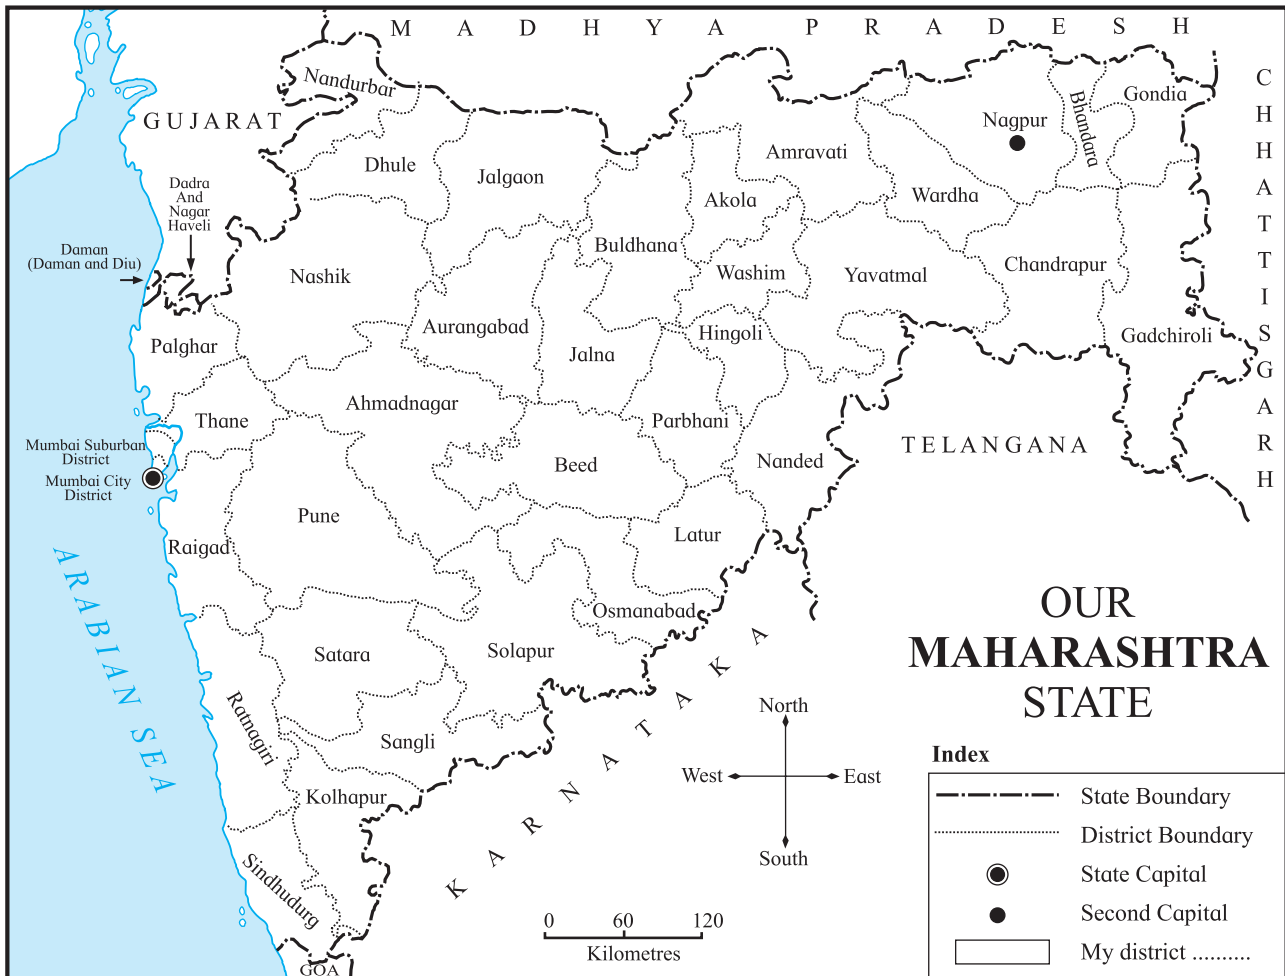 MADHYA PRADESH
CHHATTISGARH
Nandurbar
GUJARAT
Dhule
Jalgaon
Amravati
Nagpur
Bhandara
Gondia
Dadra
And
Nagar
Haveli
Akola
Wardha
Daman
(Daman and Diu)
Nashik
Buldhana
Washim
Yavatmal
Chandrapur
Palghar
Aurangabad
Jalna
Hingoli
Gadchiroli
Thane
Ahmadnagar
Parbhani
TELANGANA
Mumbai Suburban
District
Mumbai City
District
Beed
Nanded
Pune
Raigad
Latur
ARABIAN SEA
Osmanabad
Satara
Solapur
KARNATAKA
Ratnagiri
Sangli
Kolhapur
Sindhudurg
GOA
OUR
MAHARASHTRA
STATE
North
West
East
South
0 60 120
Kilometres
Index
State Boundary
District Boundary
State Capital
Second Capital
My district ..........